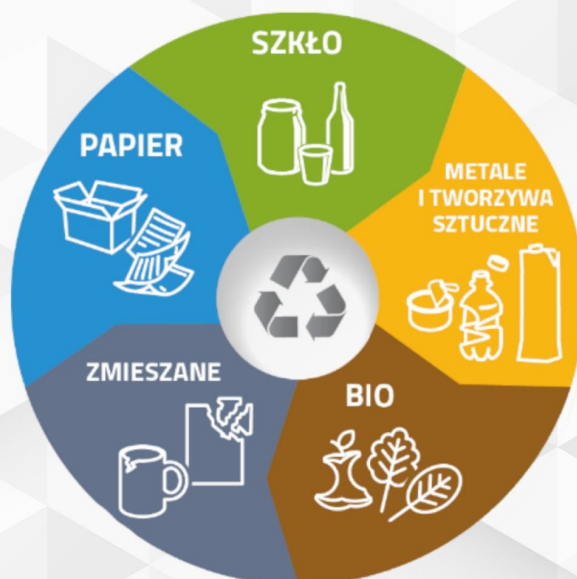 SZKŁO
PAPIER
METALE
I TWORZYWA
SZTUCZNE
ZMIESZANE
BIO